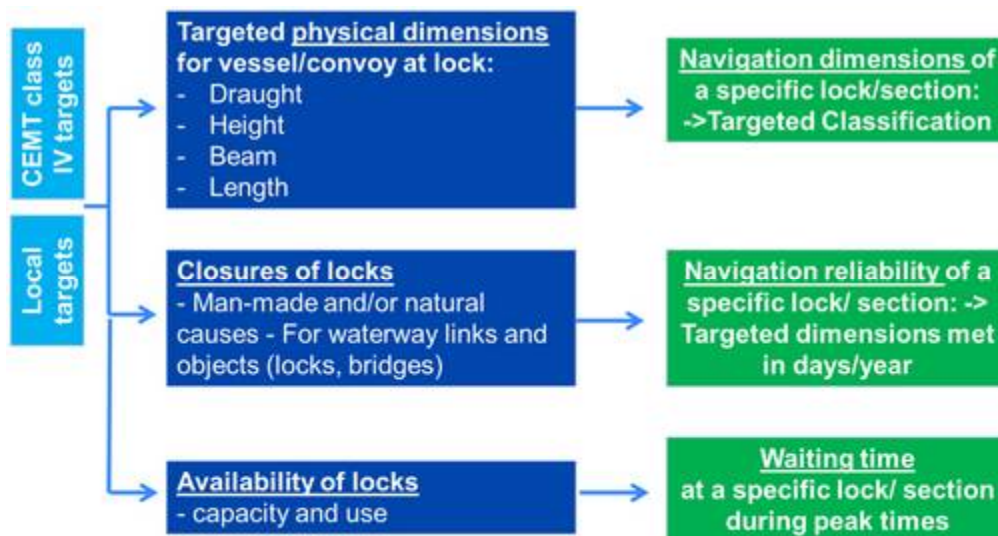 CEMT class
IV targets
Local
targets
Targeted physical dimensions
for vessel/convoy at lock:
- Draught
- Height
- Beam
- Length
Navigation dimensions of
a specific lock/section:
->Targeted Classification
Closures of locks
- Man-made and/or natural
causes - For waterway links and
objects (locks, bridges)
Navigation reliability of a
specific lock/ section: ->
Targeted dimensions met
in days/year
Availability of locks
- capacity and use
Waiting time
at a specific lock/ section
during peak times